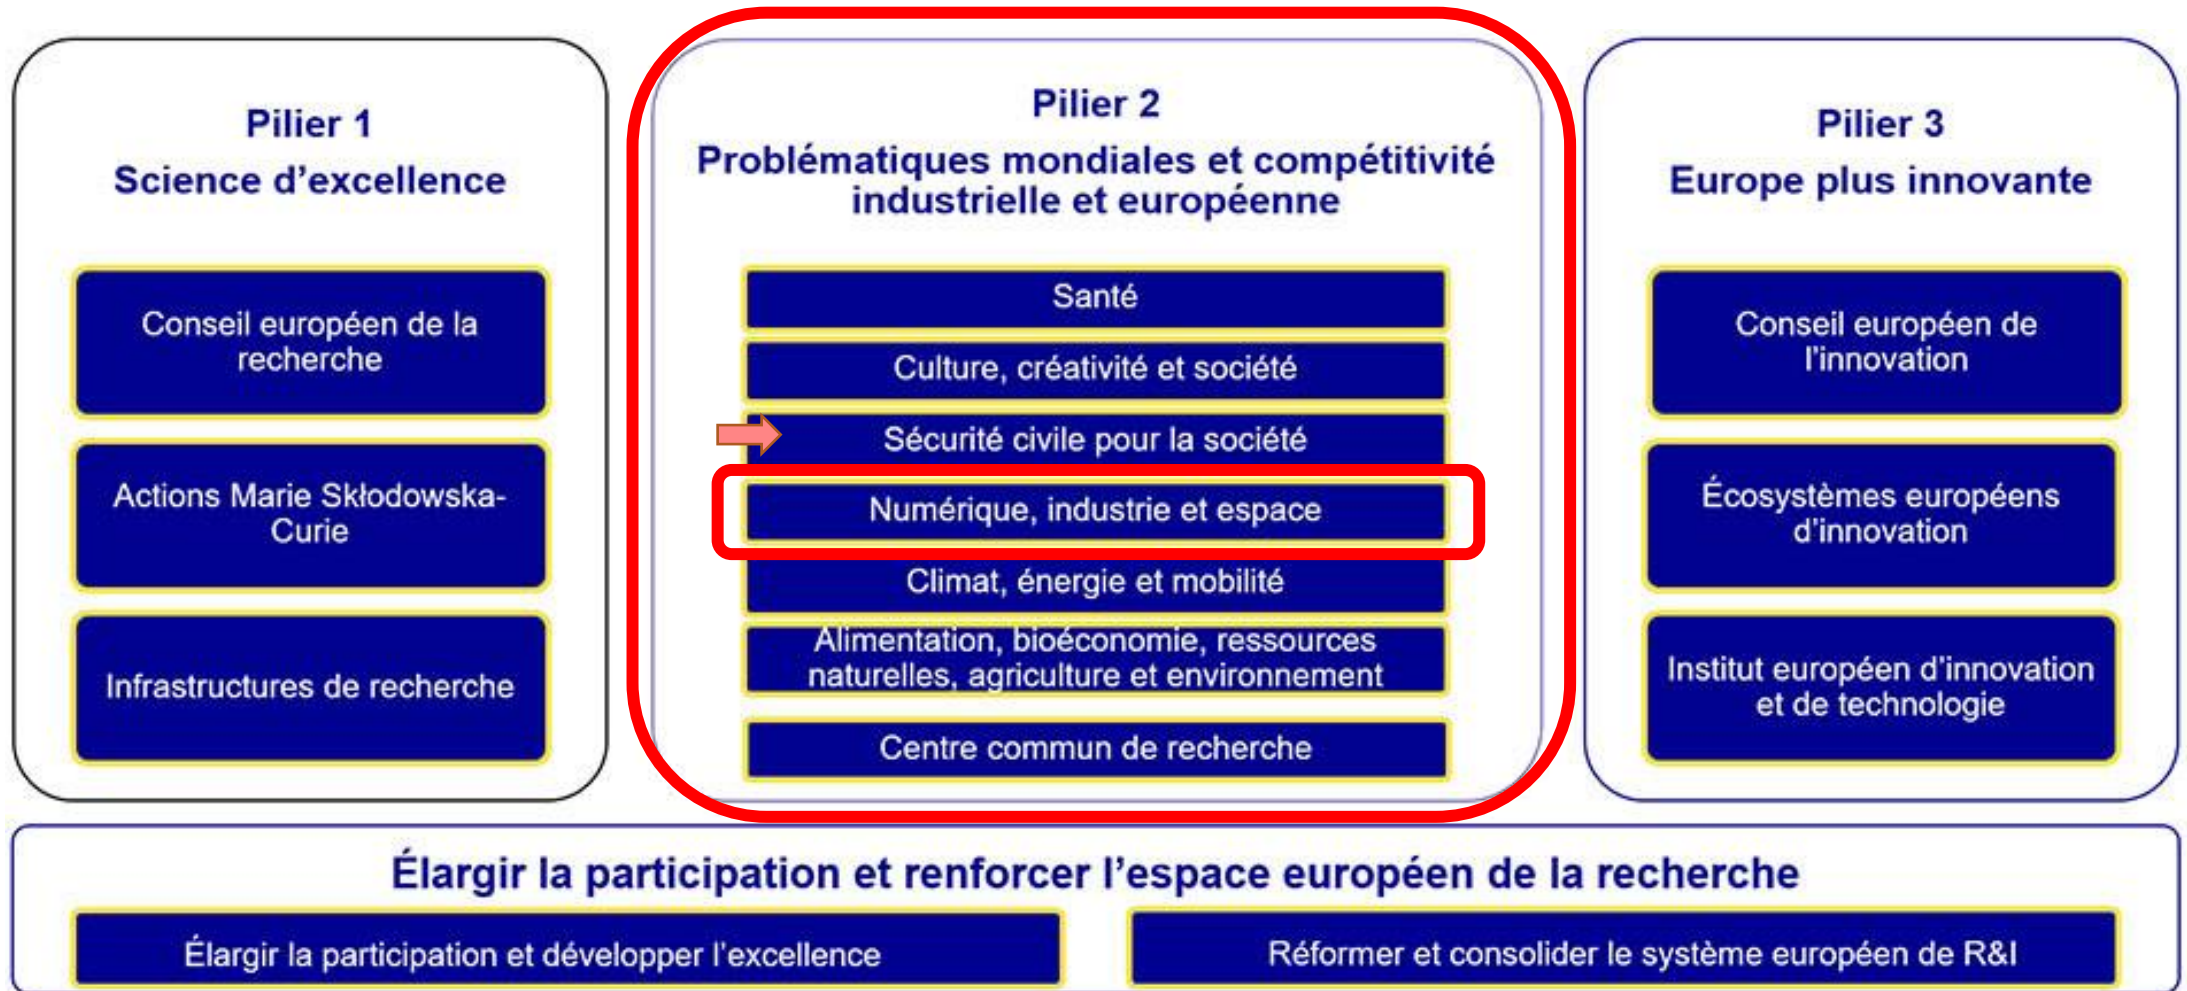 Pilier 1
Science d'excellence
Conseil européen de la
recherche
Actions Marie Skłodowska-
Curie
Infrastructures de recherche
Pilier 2
Problématiques mondiales et compétitivité
industrielle et européenne
Santé
Culture, créativité et société
Sécurité civile pour la société
Numérique, industrie et espace
Climat, énergie et mobilité
Alimentation, bioéconomie, ressources
naturelles, agriculture et environnement
Centre commun de recherche
Pilier 3
Europe plus innovante
Conseil européen de
l'innovation
Écosystèmes européens
d'innovation
Institut européen d'innovation
et de technologie
Élargir la participation et renforcer l'espace européen de la recherche
Élargir la participation et développer l'excellence
Réformer et consolider le système européen de R&I